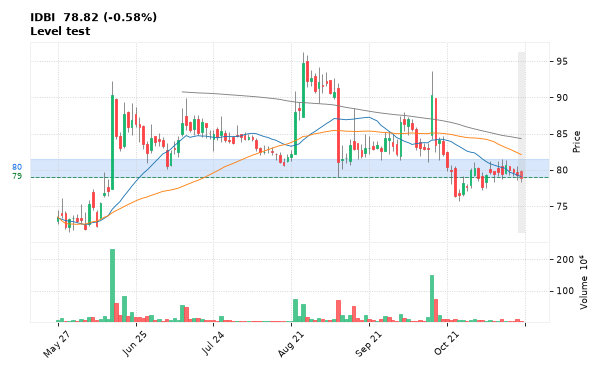 IDBI 78.82 (-0.58%)
Level test
95
90
85
80
75
Price
80
79
200
100
Volume 10⁶
May 27
Jun 25
Jul 24
Aug 21
Sep 21
Oct 21